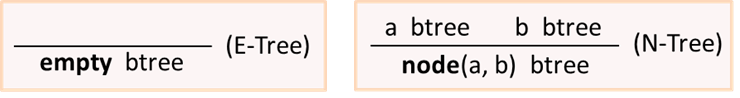 (E-Tree)
empty btree
a btree b btree
(N-Tree)
node(a, b) btree